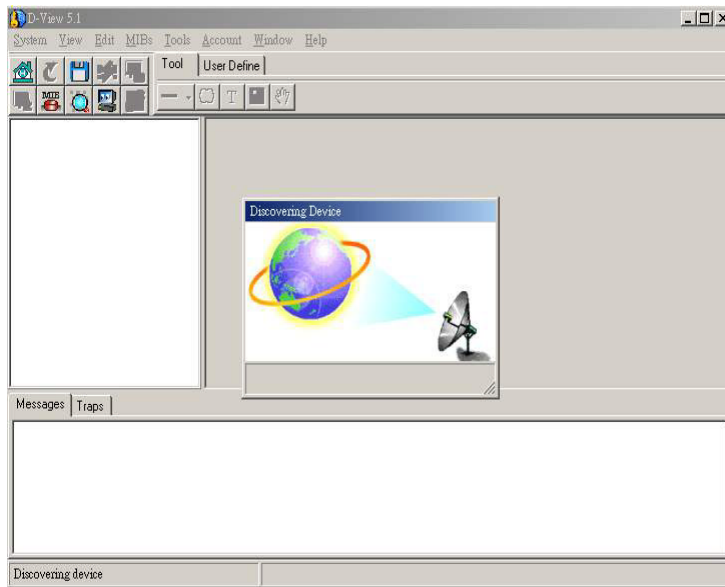 D-View 5.1
System View Edit MIBs Tools Account Window Help
Tool User Define
MIB
T
Discovering Device
Messages Traps
Discovering device